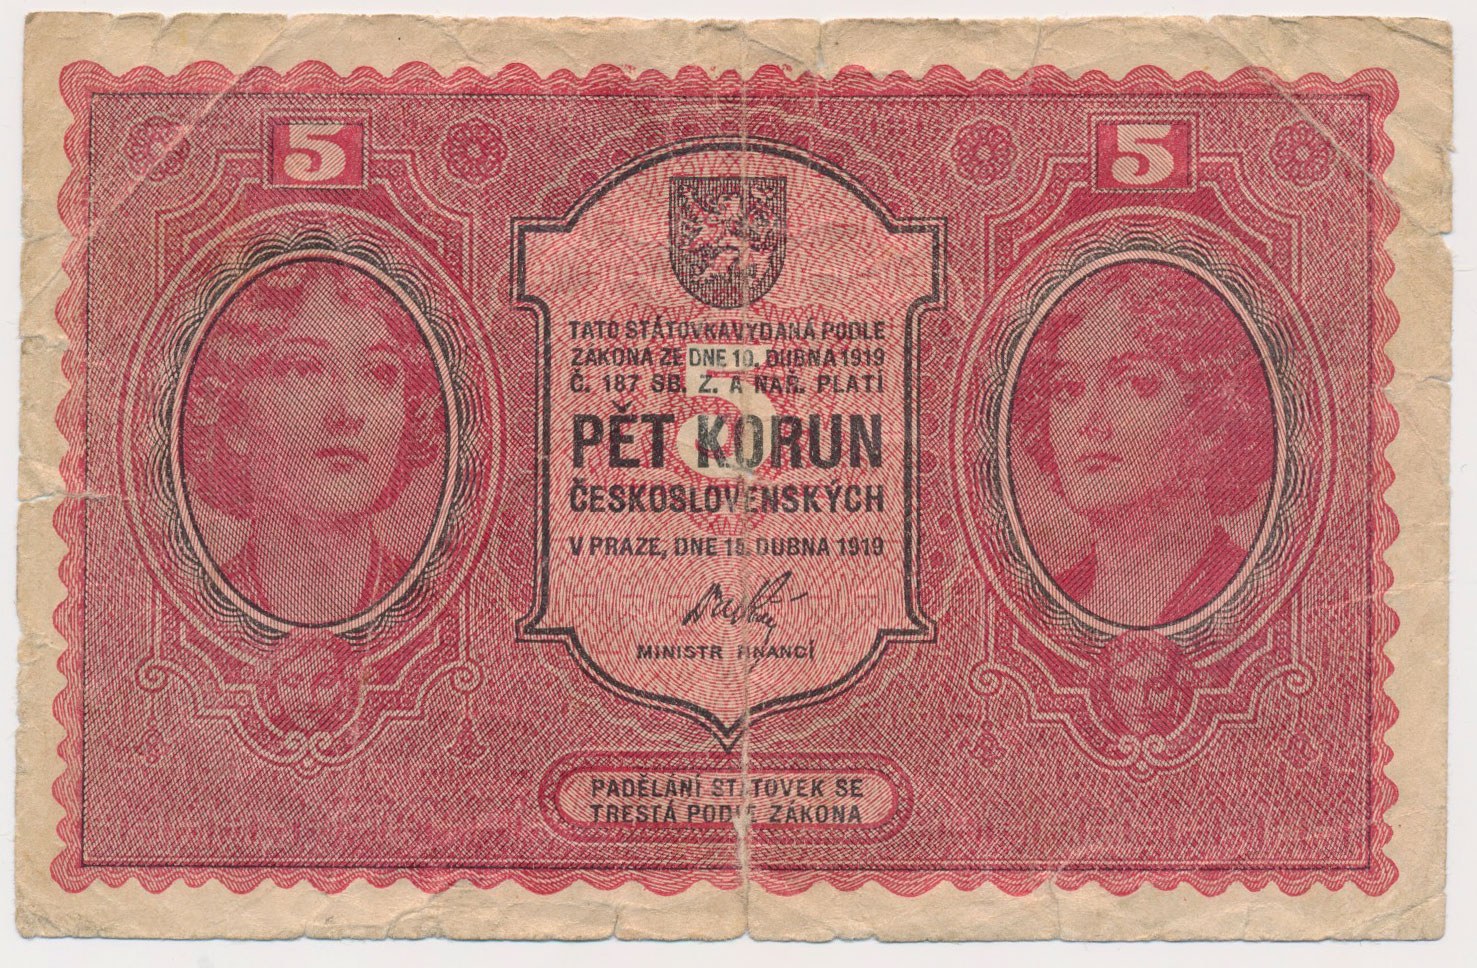 5
5
TATO STÁTOVKA VYDANÁ PODLE
ZÁKONA ZE DNE 10. DUBNA 1919
Č. 187 SB. Z. A NAŘ. PLATÍ
5
PĚT KORUN
ČESKOSLOVENSKÝCH
V PRAZE, DNE 15. DUBNA 1919
MINISTR FINANCÍ
PADĚLÁNÍ STÁTOVEK SE
TRESTÁ PODLE ZÁKONA